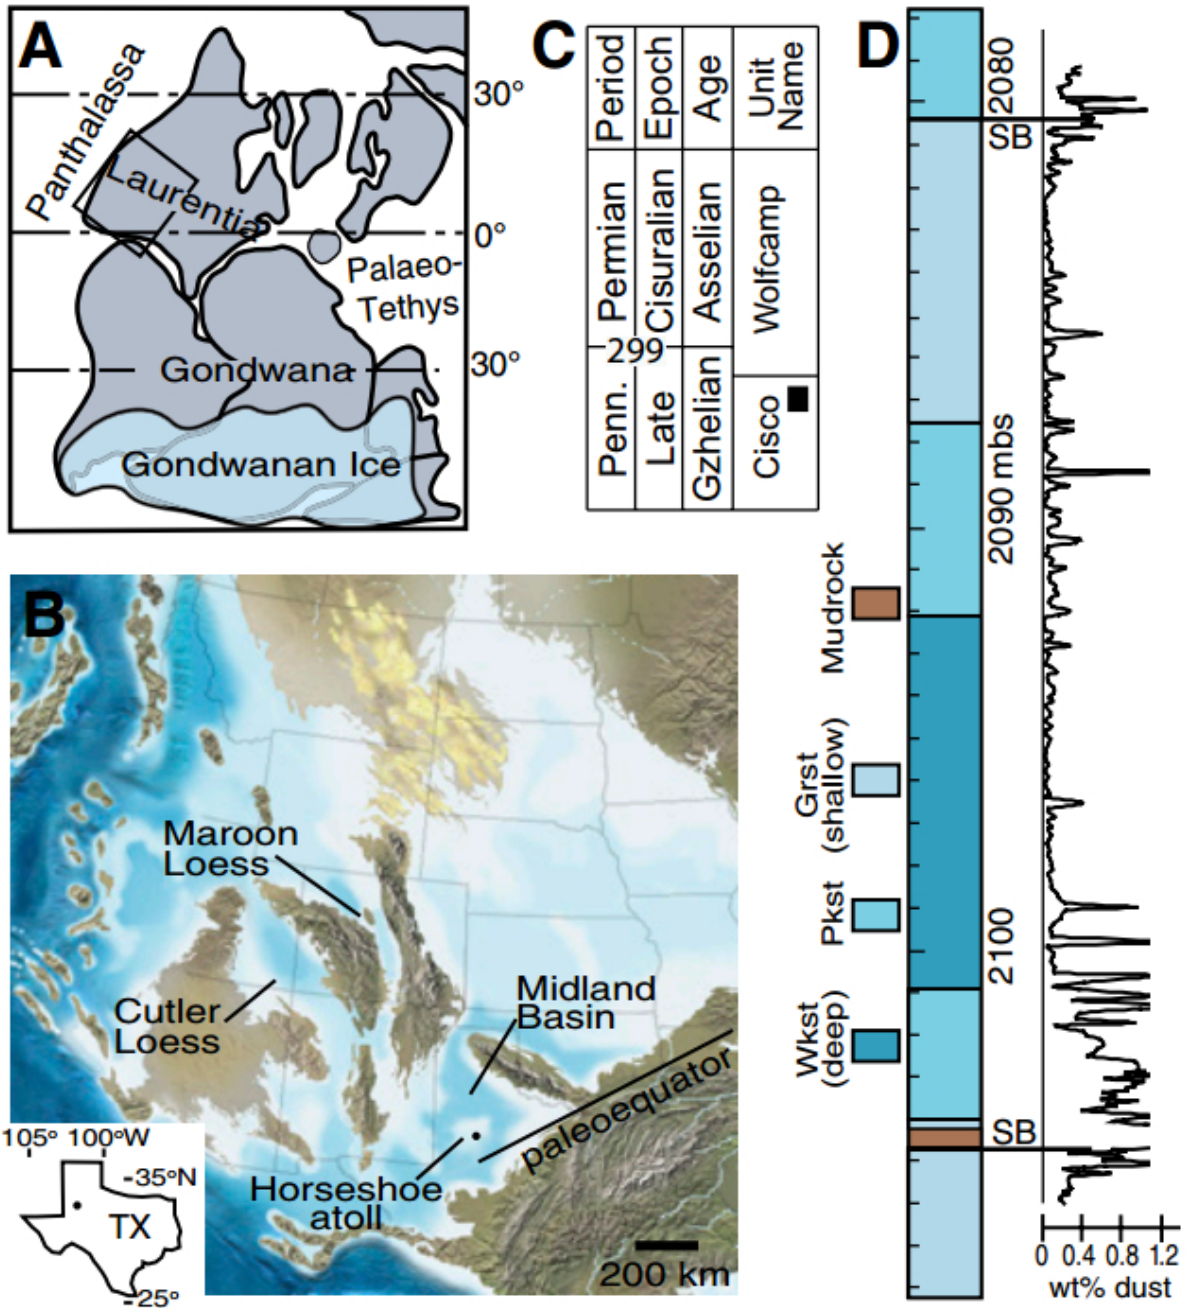 A
Panthalassa
Laurentia
30°
0°
Palaeo-
Tethys
30°
Gondwana
Gondwanan Ice
C
Period
Epoch
Age
Unit
Name
Permian
Cisuralian
Asselian
Wolfcamp
299
Penn.
Late
Gzhelian
Cisco
B
Maroon
Loess
Cutler
Loess
Midland
Basin
paleoequator
Horseshoe
atoll
200 km
105° 100°W
-35°N
TX
-25°
D
2080
SB
2090 mbs
2100
SB
Mudrock
Grst
(shallow)
Pkst
Wkst
(deep)
0 0.4 0.8 1.2
wt% dust